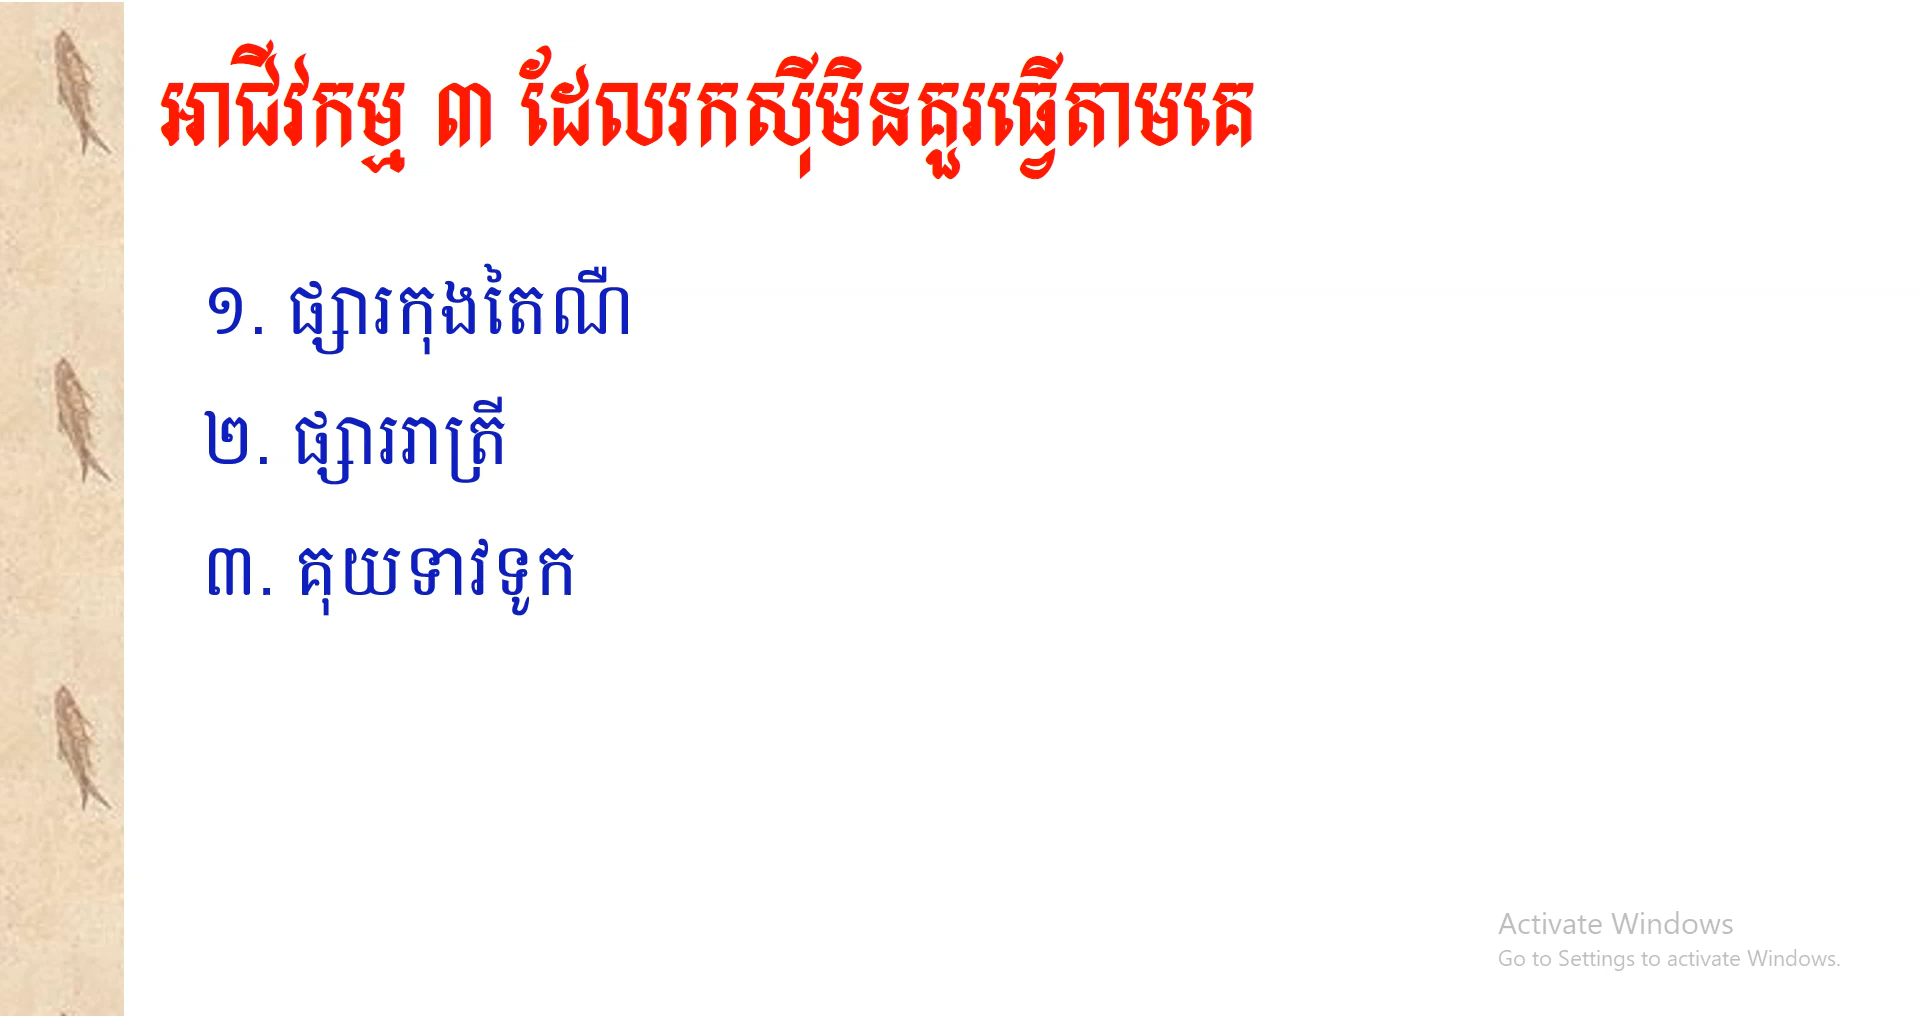 អាជីវកម្ម ៣ ដែលរកស៊ីមិនគួរធ្វើតាមគេ
១. ផ្សារកុងតៃណឺ
២. ផ្សាររាត្រី
៣. គុយទាវទូក
Activate Windows
Go to Settings to activate Windows.